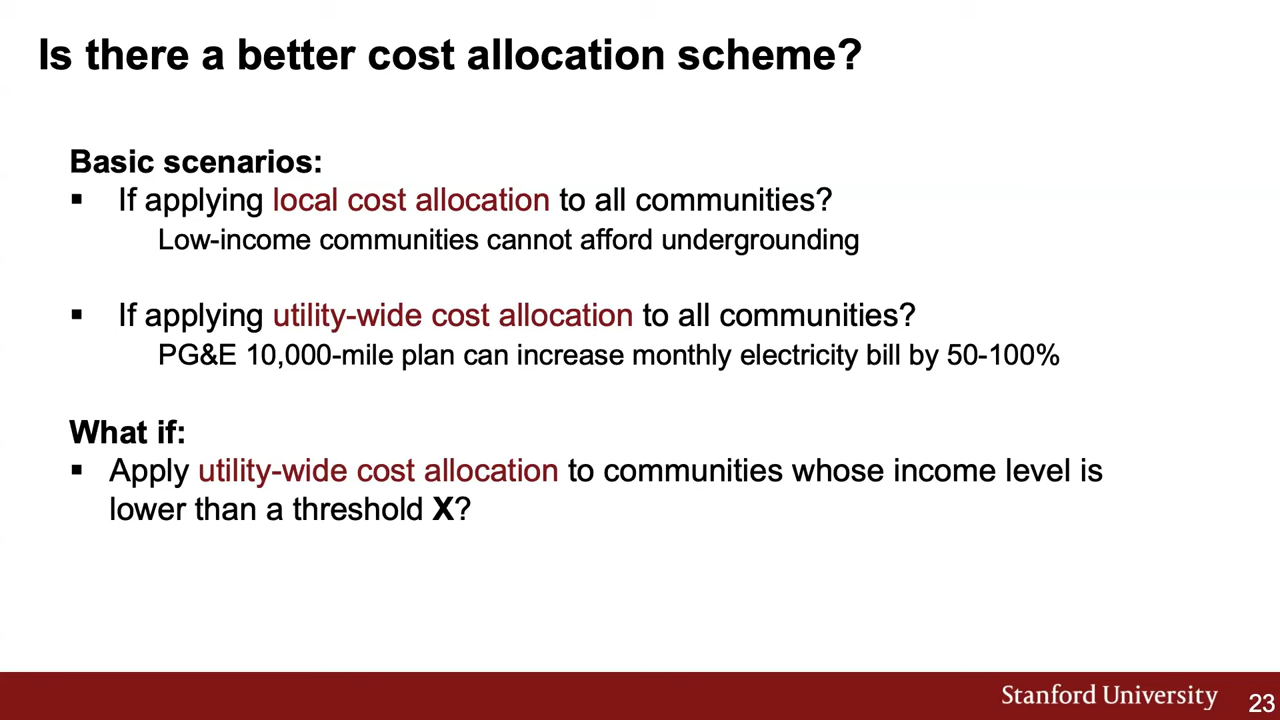 Is there a better cost allocation scheme?
Basic scenarios:
▪ If applying local cost allocation to all communities?
Low-income communities cannot afford undergrounding
▪ If applying utility-wide cost allocation to all communities?
PG&E 10,000-mile plan can increase monthly electricity bill by 50-100%
What if:
▪ Apply utility-wide cost allocation to communities whose income level is
lower than a threshold X?
Stanford University
23